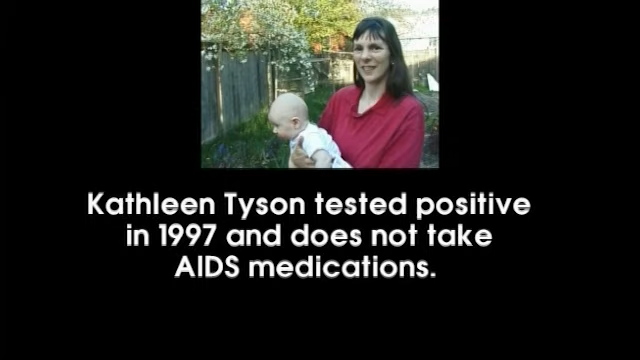 Kathleen Tyson tested positive
in 1997 and does not take
AIDS medications.